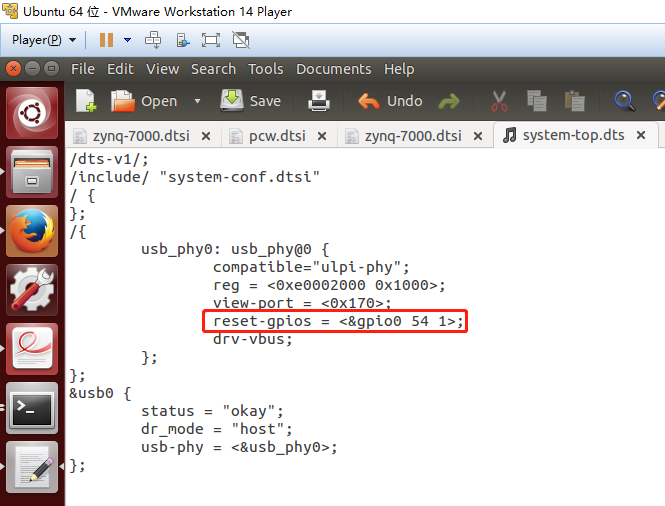 Ubuntu 64 位 - VMware Workstation 14 Player
Player(P)
File Edit View Search Tools Documents Help
Open Save Undo
zynq-7000.dtsi × pcw.dtsi × zynq-7000.dtsi × system-top.dts ×
/dts-v1/;
/include/ "system-conf.dtsi"
/ {
};
/{
usb_phy0: usb_phy@0 {
compatible="ulpi-phy";
reg = <0xe0002000 0x1000>;
view-port = <0x170>;
reset-gpios = <&gpio0 54 1>;
drv-vbus;
};
};
&usb0 {
status = "okay";
dr_mode = "host";
usb-phy = <&usb_phy0>;
};